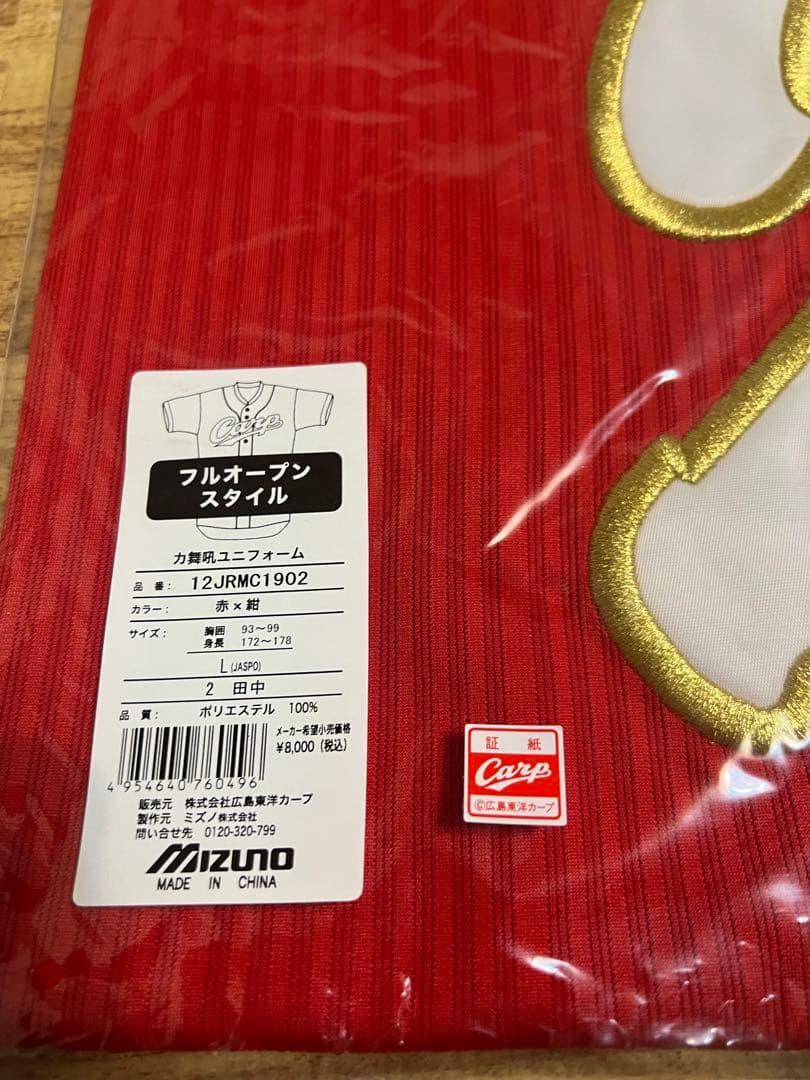 Carp
フルオープン
スタイル
力舞吼ユニフォーム
品 番: 12JRMC1902
カラー: 赤×紺
サイズ: 胸囲 93～99
身長 172～178
L(JASPO)
2 田中
品 質: ポリエステル 100%
メーカー希望小売価格
¥8,000(税込)
4 954640 760496
販売元 株式会社広島東洋カープ
製作元 ミズノ株式会社
問い合せ先 0120-320-799
MIZUNO
MADE IN CHINA
証 紙
Carp
©広島東洋カープ